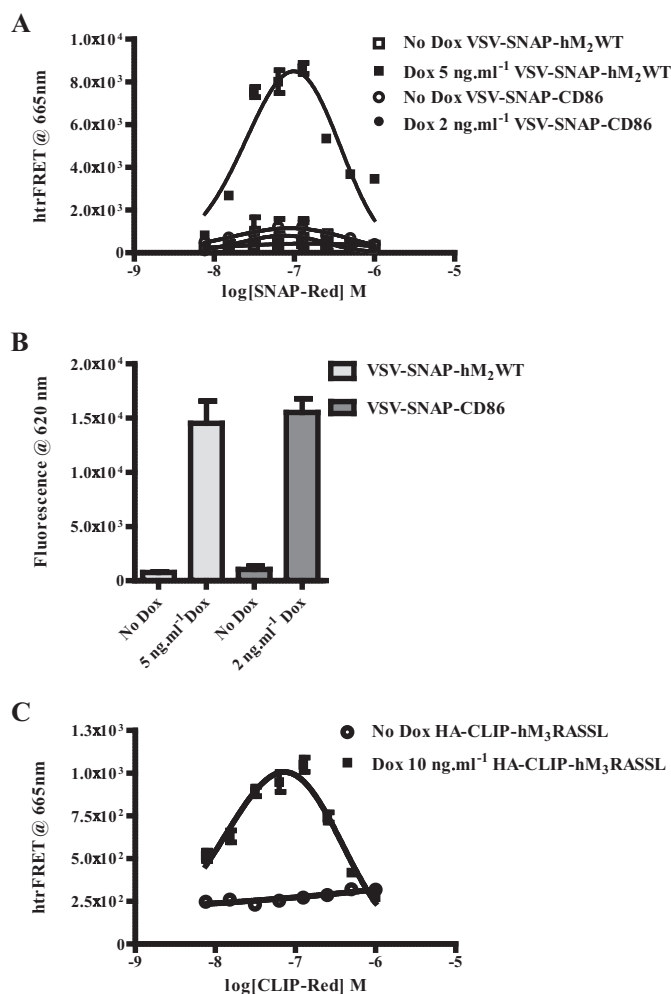 A
htrFRET @ 665nm
1.0x10⁴
8.0x10³
6.0x10³
4.0x10³
2.0x10³
0
-9
-8
-7
-6
-5
log[SNAP-Red] M
No Dox VSV-SNAP-hM₂WT
Dox 5 ng.ml⁻¹ VSV-SNAP-hM₂WT
No Dox VSV-SNAP-CD86
Dox 2 ng.ml⁻¹ VSV-SNAP-CD86
B
Fluorescence @ 620 nm
2.0x10⁴
1.5x10⁴
1.0x10⁴
5.0x10³
0
No Dox
5 ng.ml⁻¹ Dox
No Dox
2 ng.ml⁻¹ Dox
VSV-SNAP-hM₂WT
VSV-SNAP-CD86
C
htrFRET @ 665nm
1.3x10³
1.0x10³
7.5x10²
5.0x10²
2.5x10²
0
-9
-8
-7
-6
-5
log[CLIP-Red] M
No Dox HA-CLIP-hM₃RASSL
Dox 10 ng.ml⁻¹ HA-CLIP-hM₃RASSL